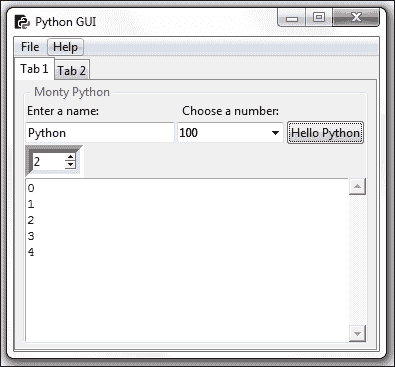 Python GUI
File Help
Tab 1 Tab 2
Monty Python
Enter a name: Choose a number:
Python 100 Hello Python
2
0
1
2
3
4